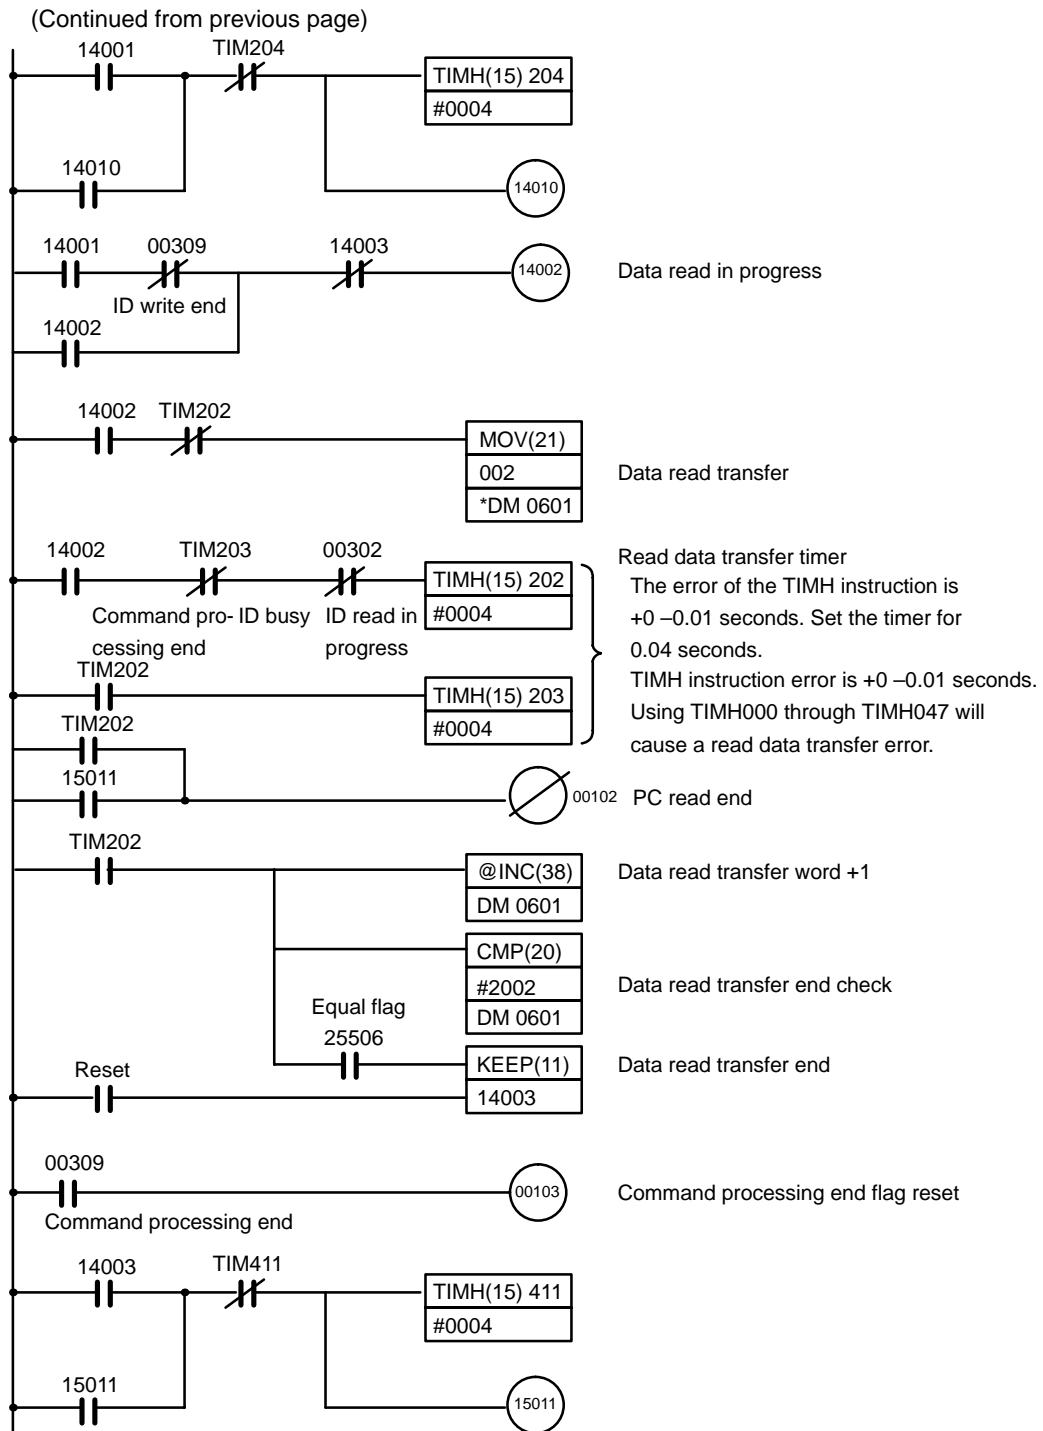 (Continued from previous page)
14001 TIM204
TIMH(15) 204
#0004
14010
14010
14001 00309 14003
14002 Data read in progress
ID write end
14002
14002 TIM202
MOV(21)
002 Data read transfer
*DM 0601
14002 TIM203 00302 Read data transfer timer
TIMH(15) 202 The error of the TIMH instruction is
Command pro- ID busy ID read in #0004 +0 –0.01 seconds. Set the timer for
cessing end progress 0.04 seconds.
TIM202 TIMH instruction error is +0 –0.01 seconds.
TIMH(15) 203 Using TIMH000 through TIMH047 will
TIM202 #0004 cause a read data transfer error.
15011
00102 PC read end
TIM202
@INC(38) Data read transfer word +1
DM 0601
CMP(20)
#2002 Data read transfer end check
Equal flag DM 0601
25506
KEEP(11) Data read transfer end
Reset 14003
00309
00103 Command processing end flag reset
Command processing end
14003 TIM411
TIMH(15) 411
#0004
15011
15011